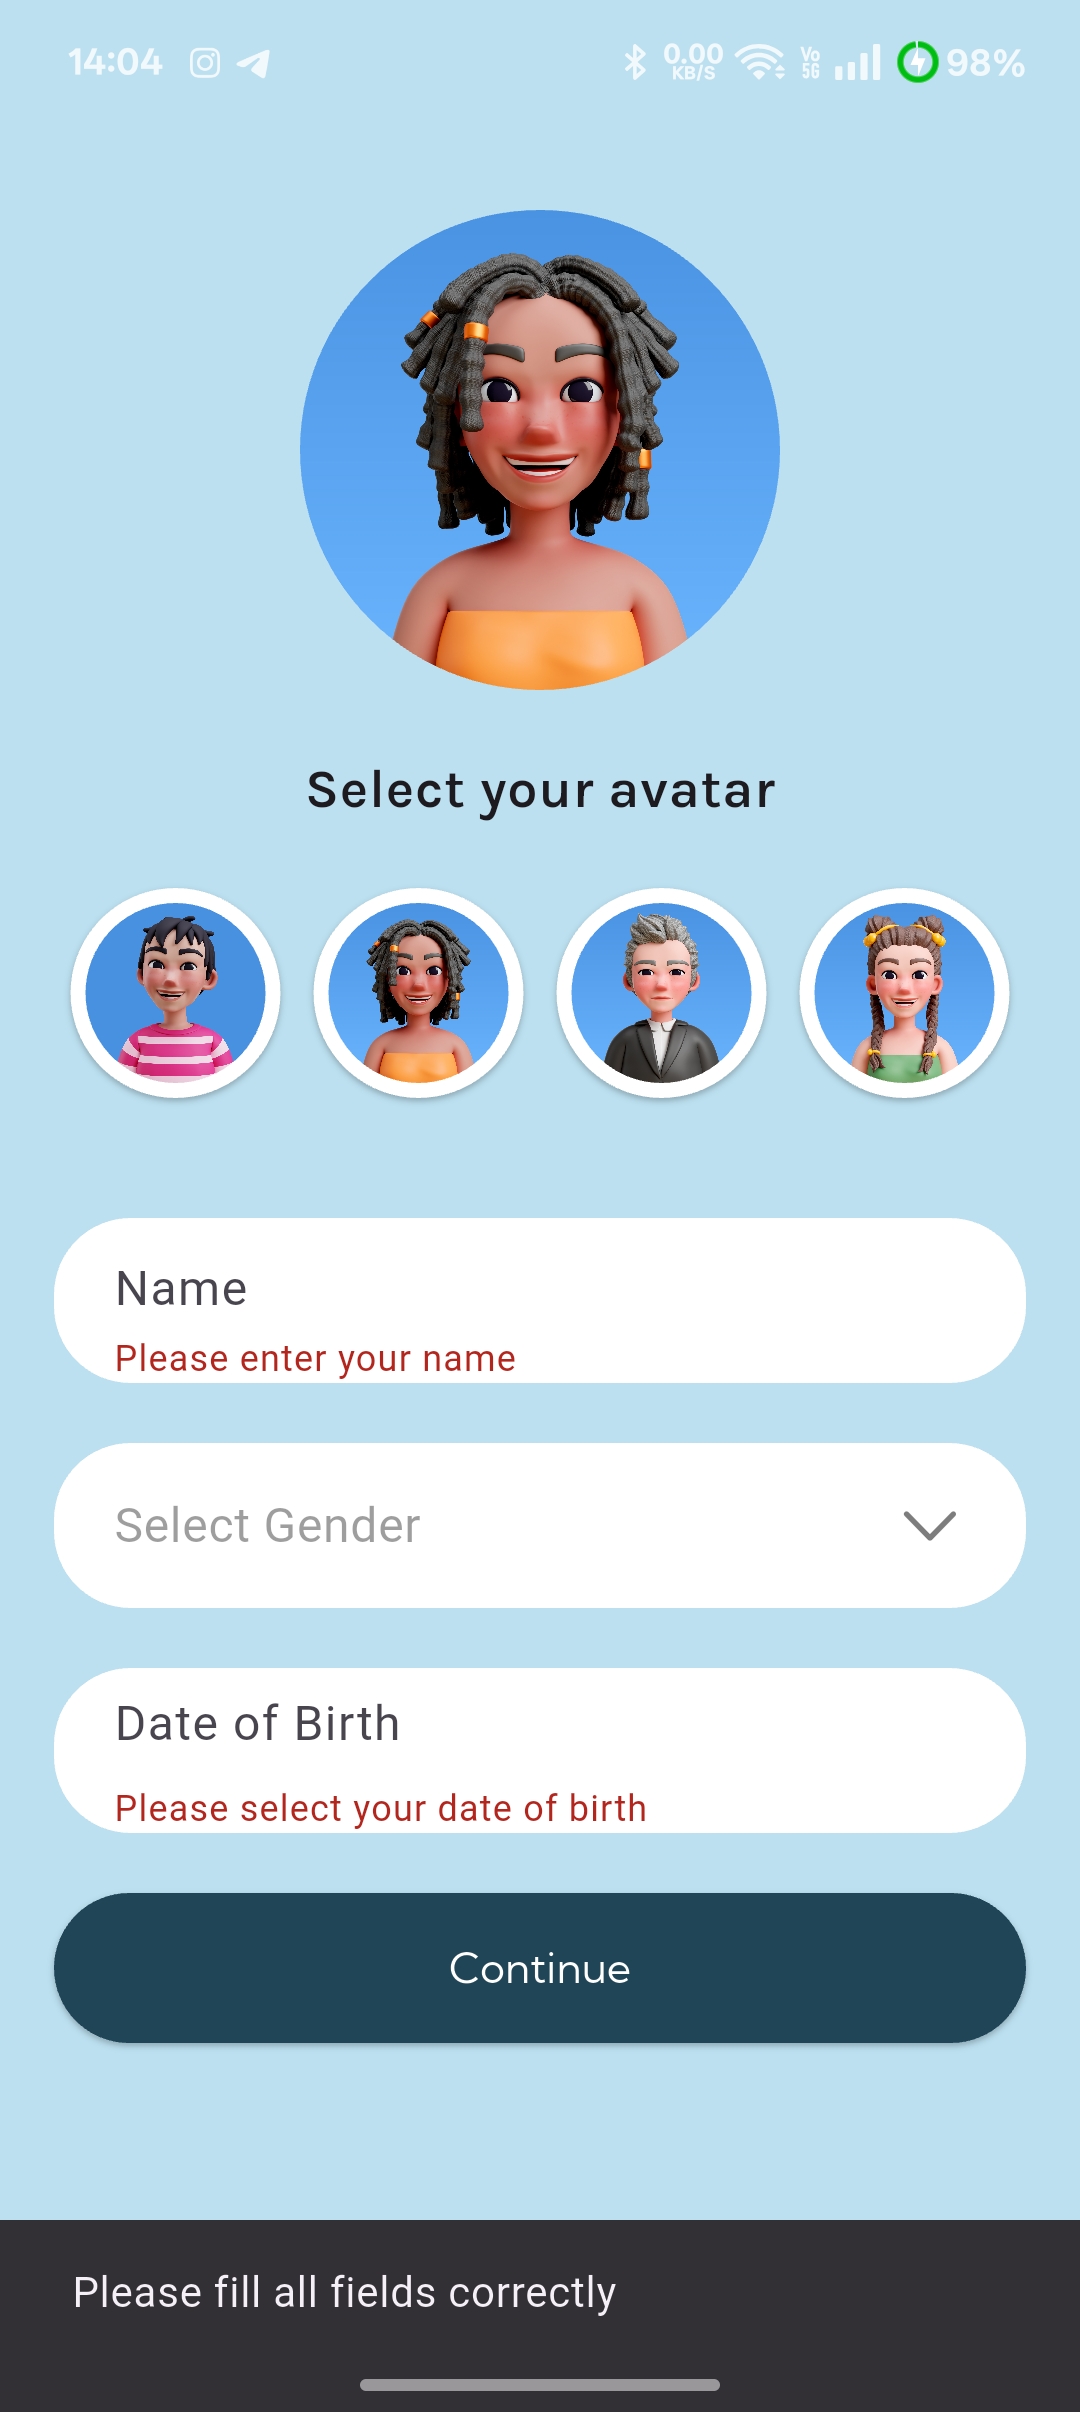 14:04 0.00 KB/S Vo 5G 98%
Select your avatar
Name
Please enter your name
Select Gender
Date of Birth
Please select your date of birth
Continue
Please fill all fields correctly